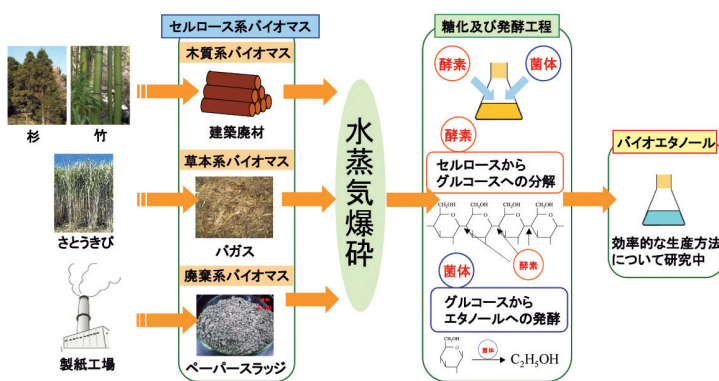 セルロース系バイオマス
木質系バイオマス
杉
竹
建築廃材
草本系バイオマス
さとうきび
バガス
廃棄系バイオマス
製紙工場
ペーパースラッジ
水蒸気爆砕
糖化及び発酵工程
酵素
菌体
酵素
セルロースから
グルコースへの分解
CH₂OH
CH₂OH
CH₂OH
CH₂OH
O
O
O
O
酵素
菌体
グルコースから
エタノールへの発酵
CH₂OH
O
菌体
C₂H₅OH
バイオエタノール
効率的な生産方法
について研究中